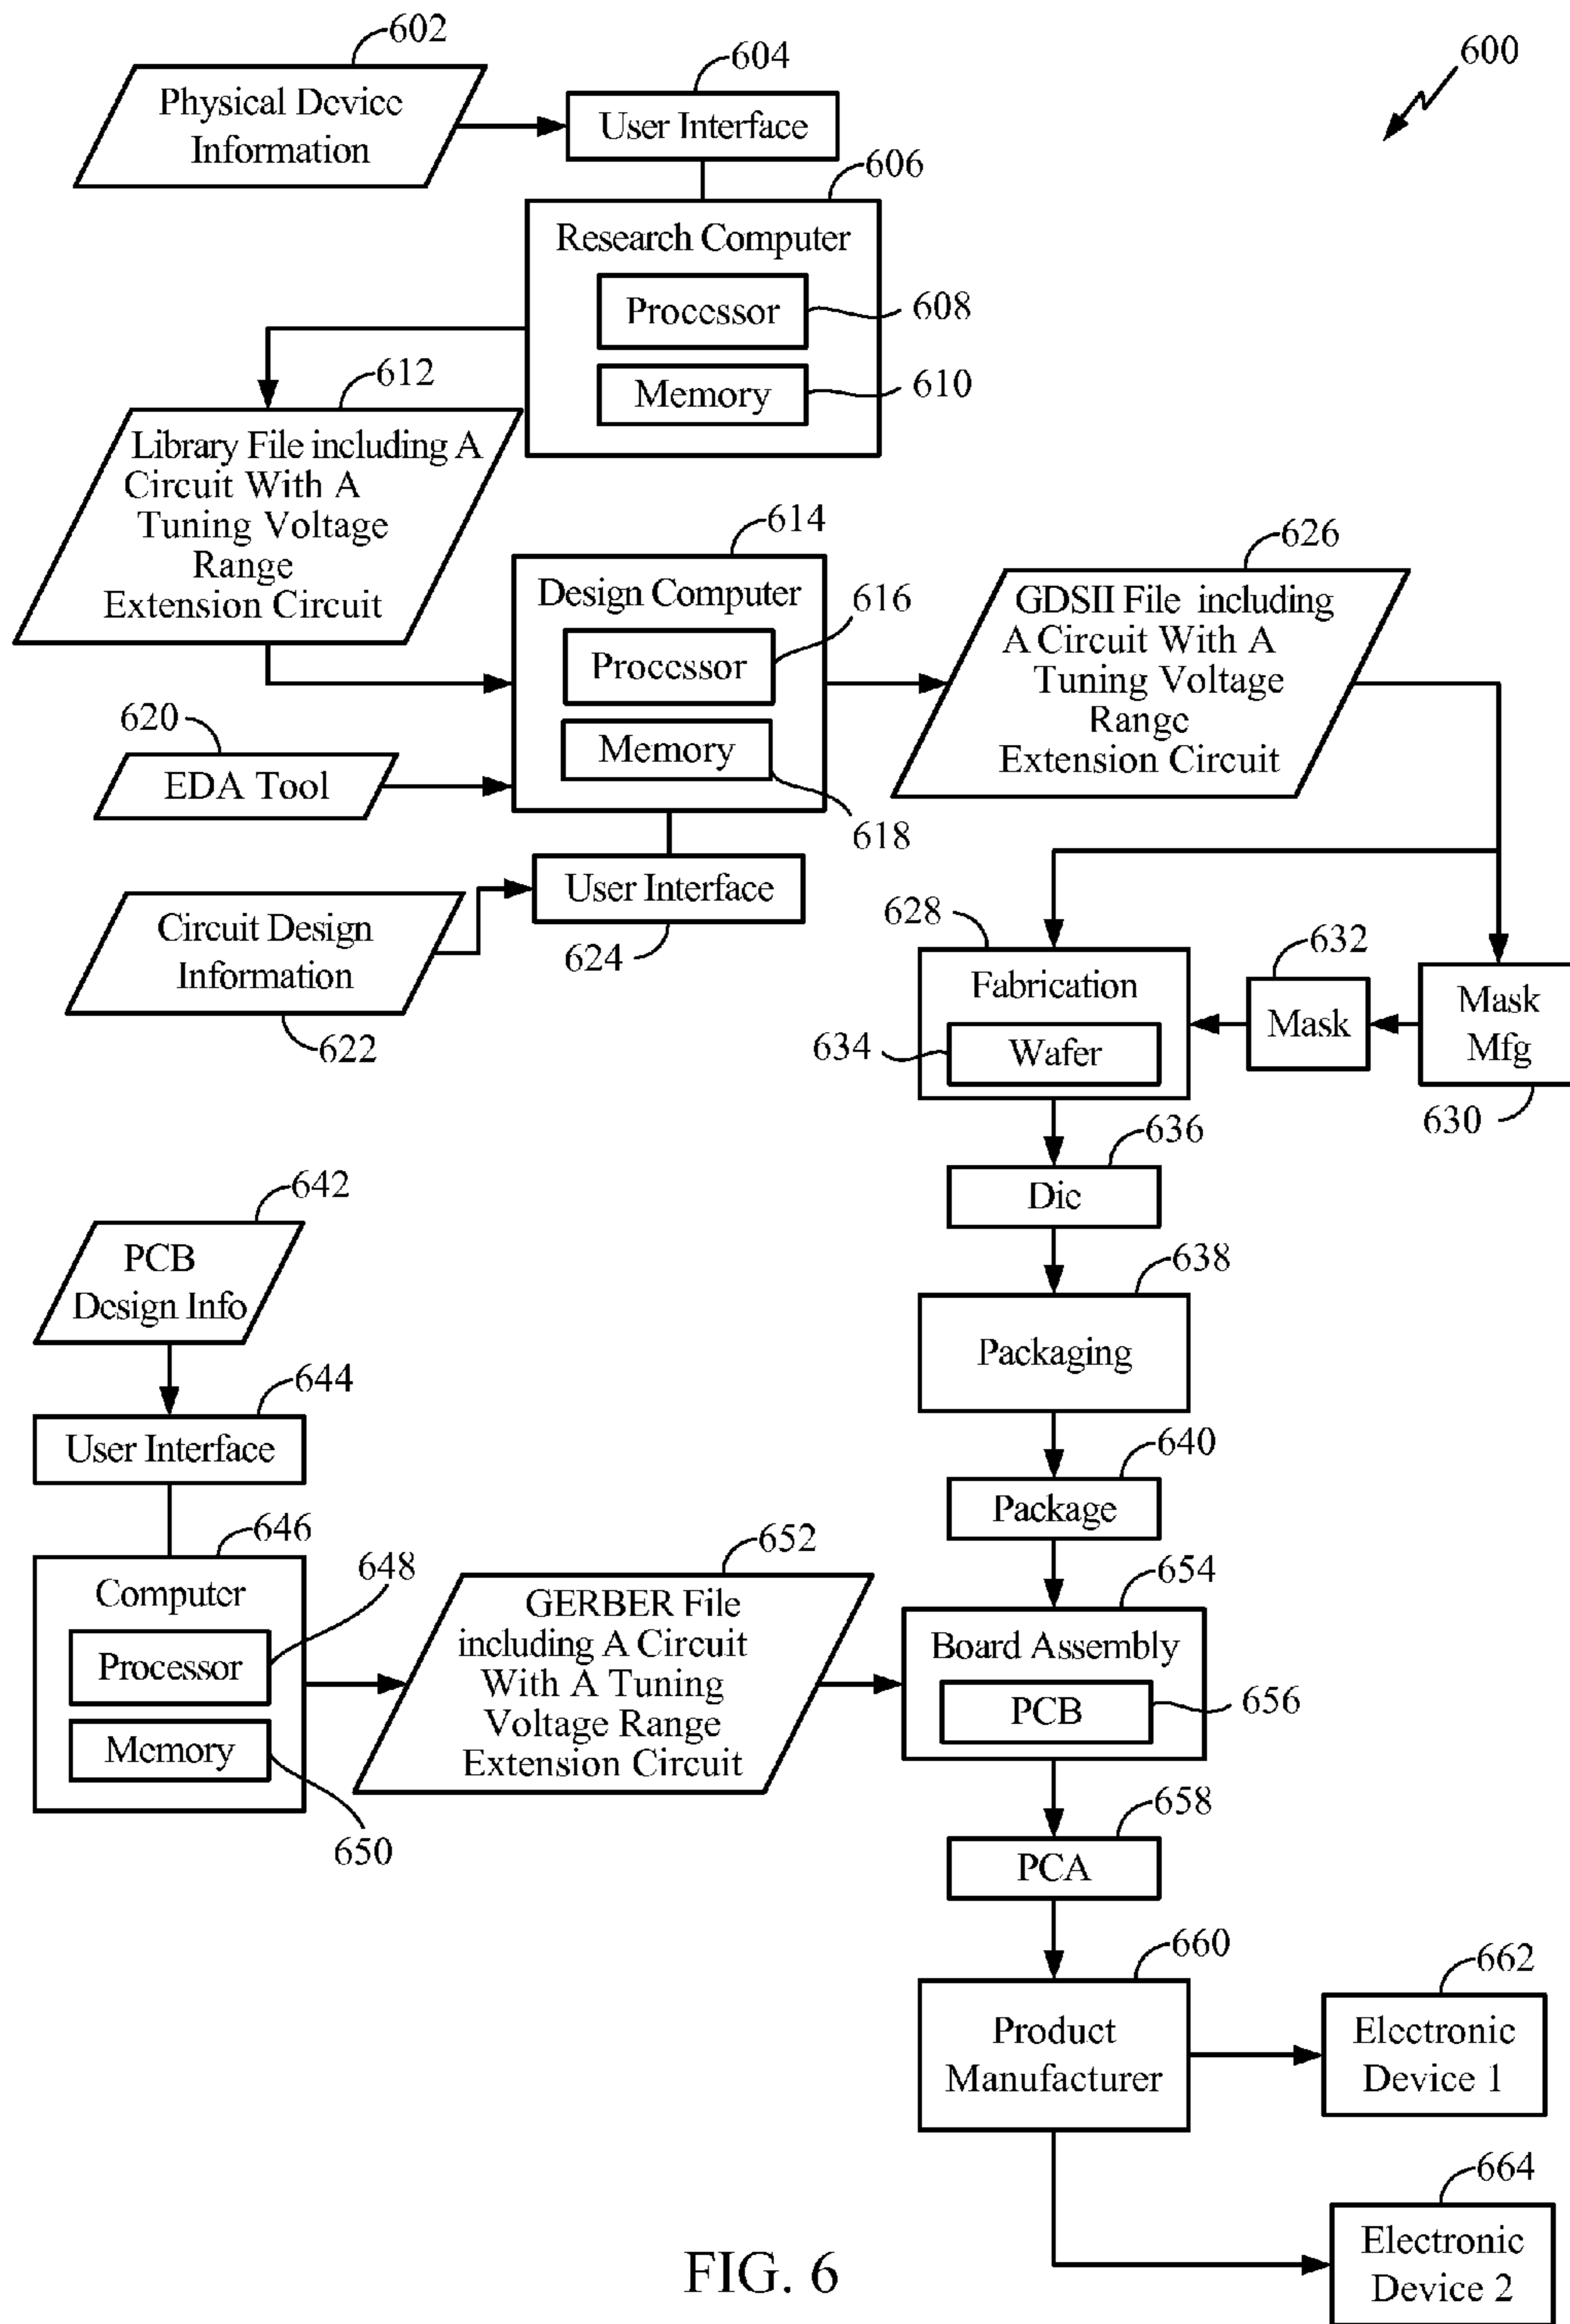 602
Physical Device
Information
604
User Interface
600
606
Research Computer
Processor
608
Memory
610
612
Library File including A
Circuit With A
Tuning Voltage
Range
Extension Circuit
614
Design Computer
Processor
616
Memory
618
620
EDA Tool
Circuit Design
Information
622
User Interface
624
626
GDSII File including
A Circuit With A
Tuning Voltage
Range
Extension Circuit
628
Fabrication
634
Wafer
632
Mask
Mask
Mfg
630
636
Die
638
Packaging
640
Package
642
PCB
Design Info
644
User Interface
646
Computer
648
Processor
Memory
650
652
GERBER File
including A Circuit
With A Tuning
Voltage Range
Extension Circuit
654
Board Assembly
PCB
656
658
PCA
660
Product
Manufacturer
662
Electronic
Device 1
664
Electronic
Device 2
FIG. 6